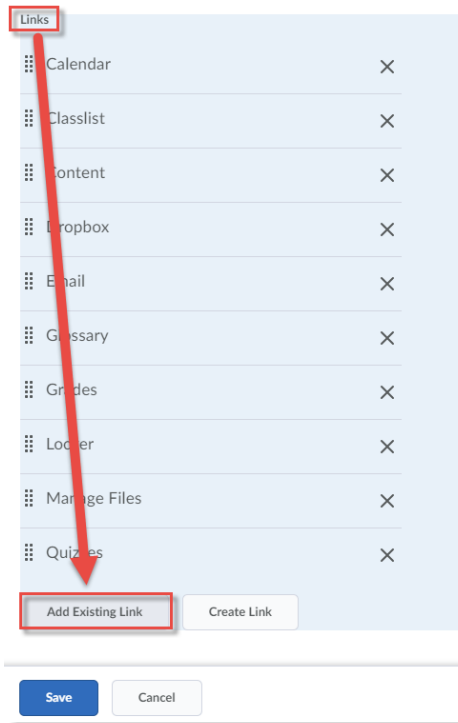 Links
Calendar
Classlist
Content
Dropbox
Email
Glossary
Grades
Locker
Manage Files
Quizzes
Add Existing Link Create Link
Save Cancel